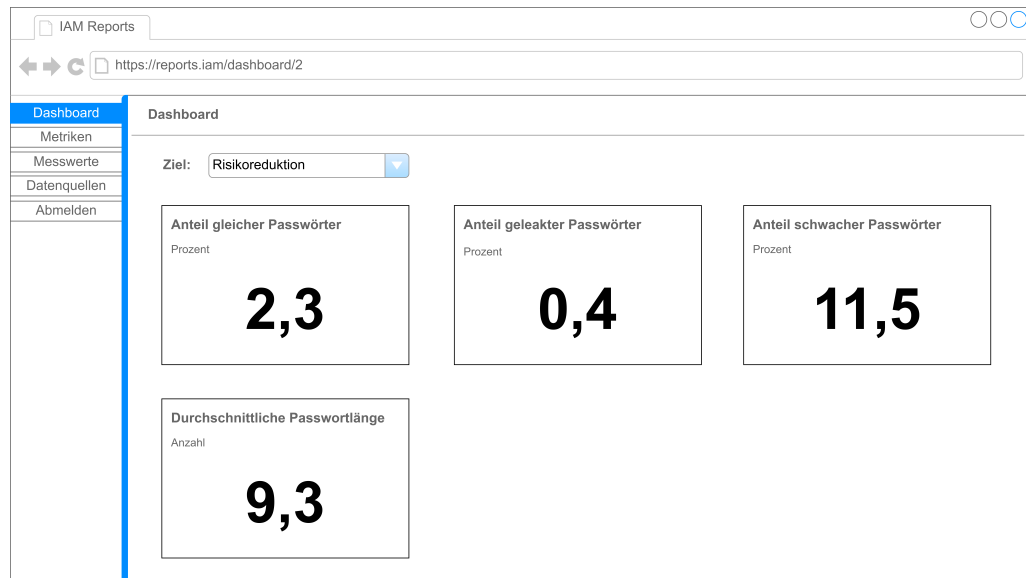 IAM Reports
https://reports.iam/dashboard/2
Dashboard
Metriken
Messwerte
Datenquellen
Abmelden
Dashboard
Ziel: Risikoreduktion
Anteil gleicher Passwörter
Prozent
2,3
Anteil geleakter Passwörter
Prozent
0,4
Anteil schwacher Passwörter
Prozent
11,5
Durchschnittliche Passwortlänge
Anzahl
9,3